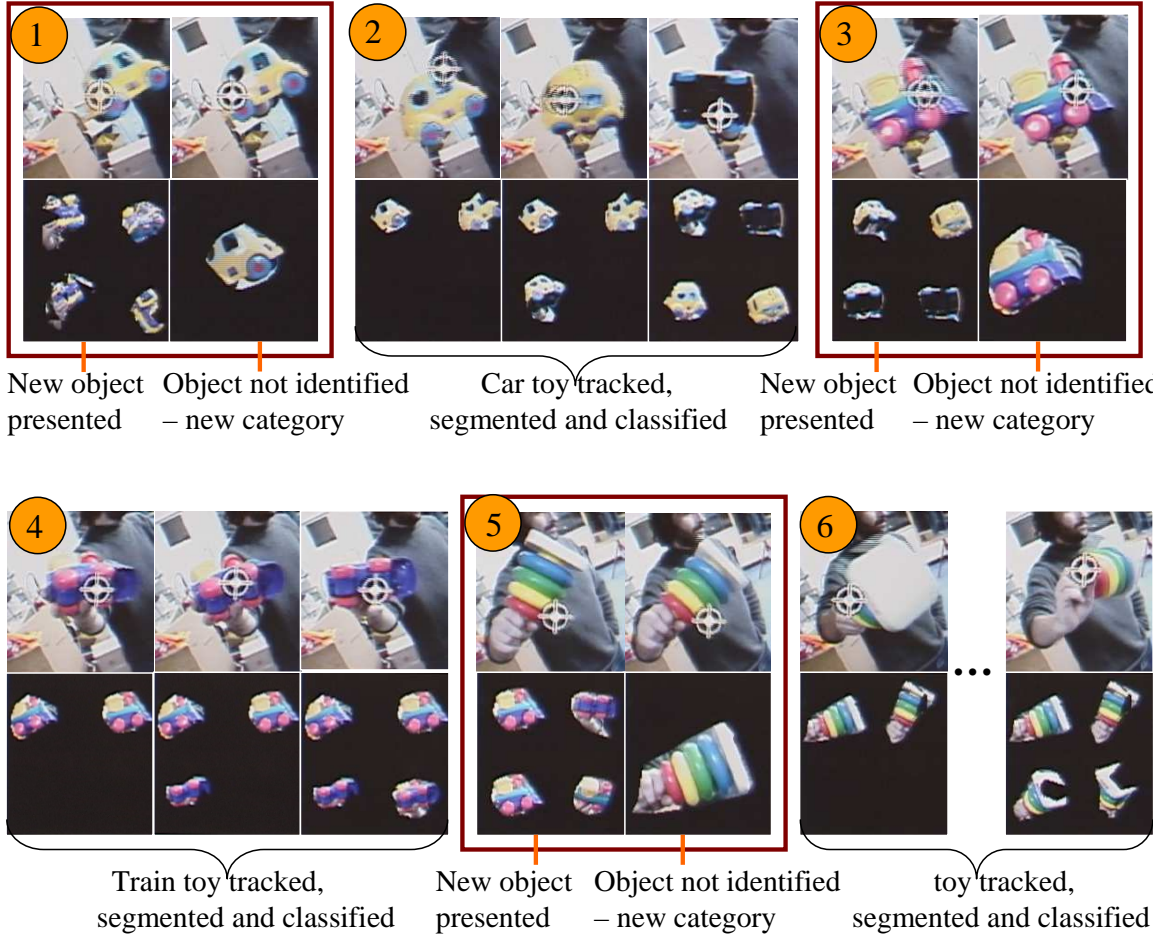 1
2
3
New object
presented
Object not identified
– new category
Car toy tracked,
segmented and classified
New object
presented
Object not identified
– new category
4
5
6
...
Train toy tracked,
segmented and classified
New object
presented
Object not identified
– new category
toy tracked,
segmented and classified